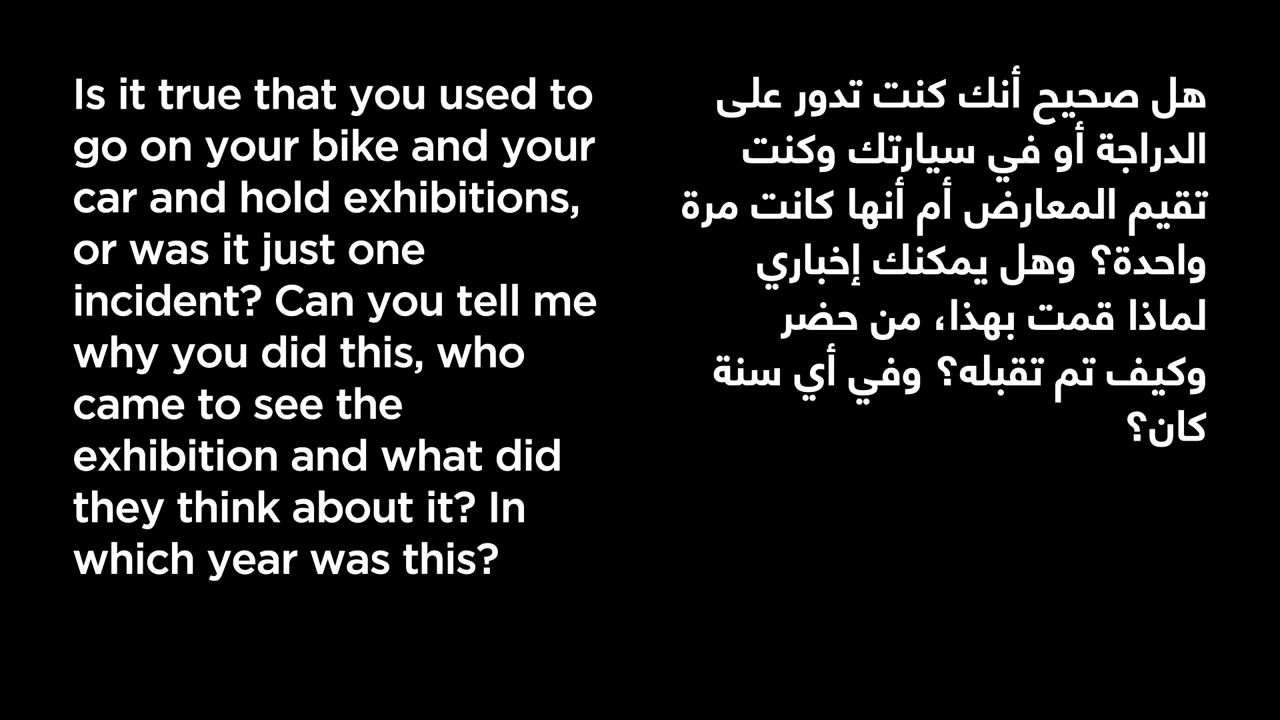 Is it true that you used to
go on your bike and your
car and hold exhibitions,
or was it just one
incident? Can you tell me
why you did this, who
came to see the
exhibition and what did
they think about it? In
which year was this?
هل صحيح أنك كنت تدور على
الدراجة أو في سيارتك وكنت
تقيم المعارض أم أنها كانت مرة
واحدة؟ وهل يمكنك إخباري
لماذا قمت بهذا، من حضر
وكيف تم تقبله؟ وفي أي سنة
كان؟